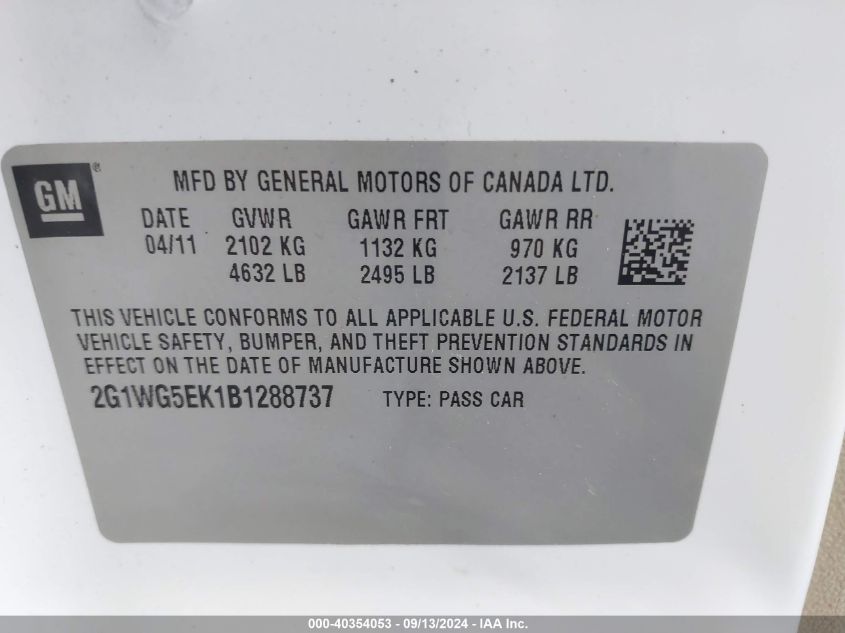 GM®
MFD BY GENERAL MOTORS OF CANADA LTD.
DATE GVWR GAWR FRT GAWR RR
04/11 2102 KG 1132 KG 970 KG
4632 LB 2495 LB 2137 LB
THIS VEHICLE CONFORMS TO ALL APPLICABLE U.S. FEDERAL MOTOR
VEHICLE SAFETY, BUMPER, AND THEFT PREVENTION STANDARDS IN
EFFECT ON THE DATE OF MANUFACTURE SHOWN ABOVE.
2G1WG5EK1B1288737 TYPE: PASS CAR
000-40354053 - 09/13/2024 - IAA Inc.